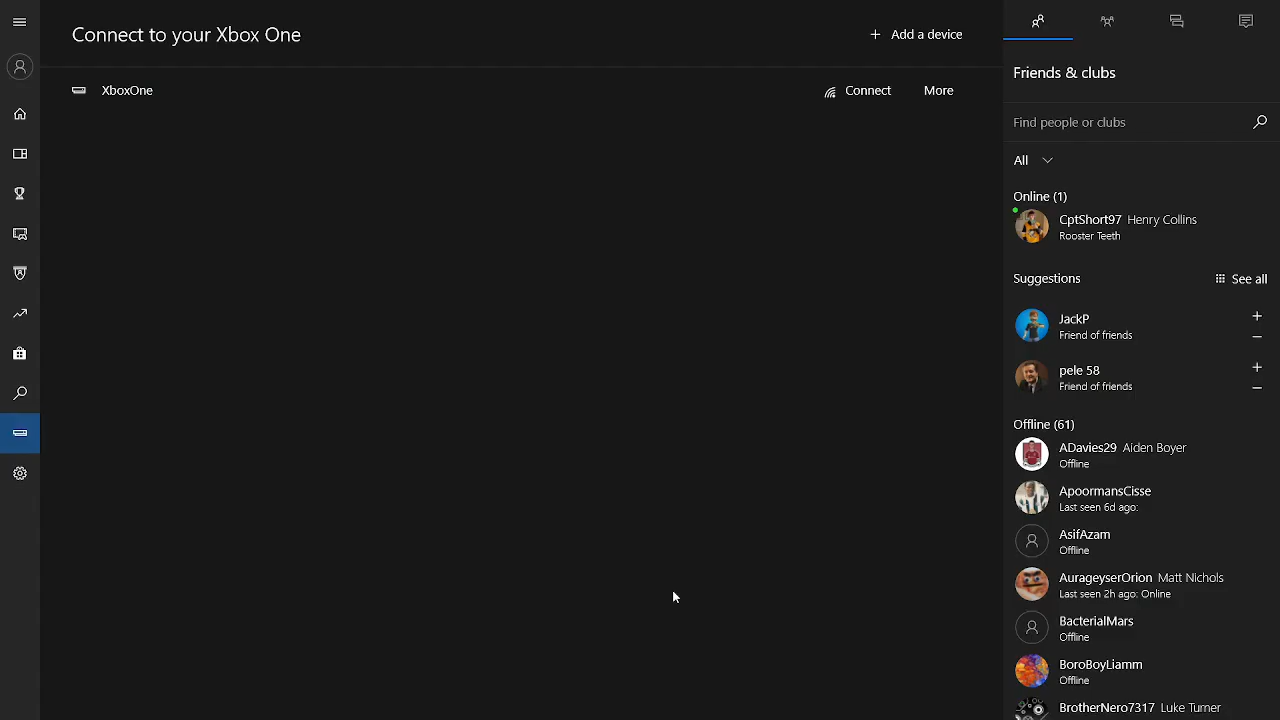 Connect to your Xbox One
Add a device
XboxOne
Connect
More
Friends & clubs
Find people or clubs
All
Online (1)
CptShort97 Henry Collins
Rooster Teeth
Suggestions
See all
JackP
Friend of friends
pele 58
Friend of friends
Offline (61)
ADavies29 Aiden Boyer
Offline
ApoormansCisse
Last seen 6d ago:
AsifAzam
Offline
AurageyserOrion Matt Nichols
Last seen 2h ago: Online
BacterialMars
Offline
BoroBoyLiamm
Offline
BrotherNero7317 Luke Turner